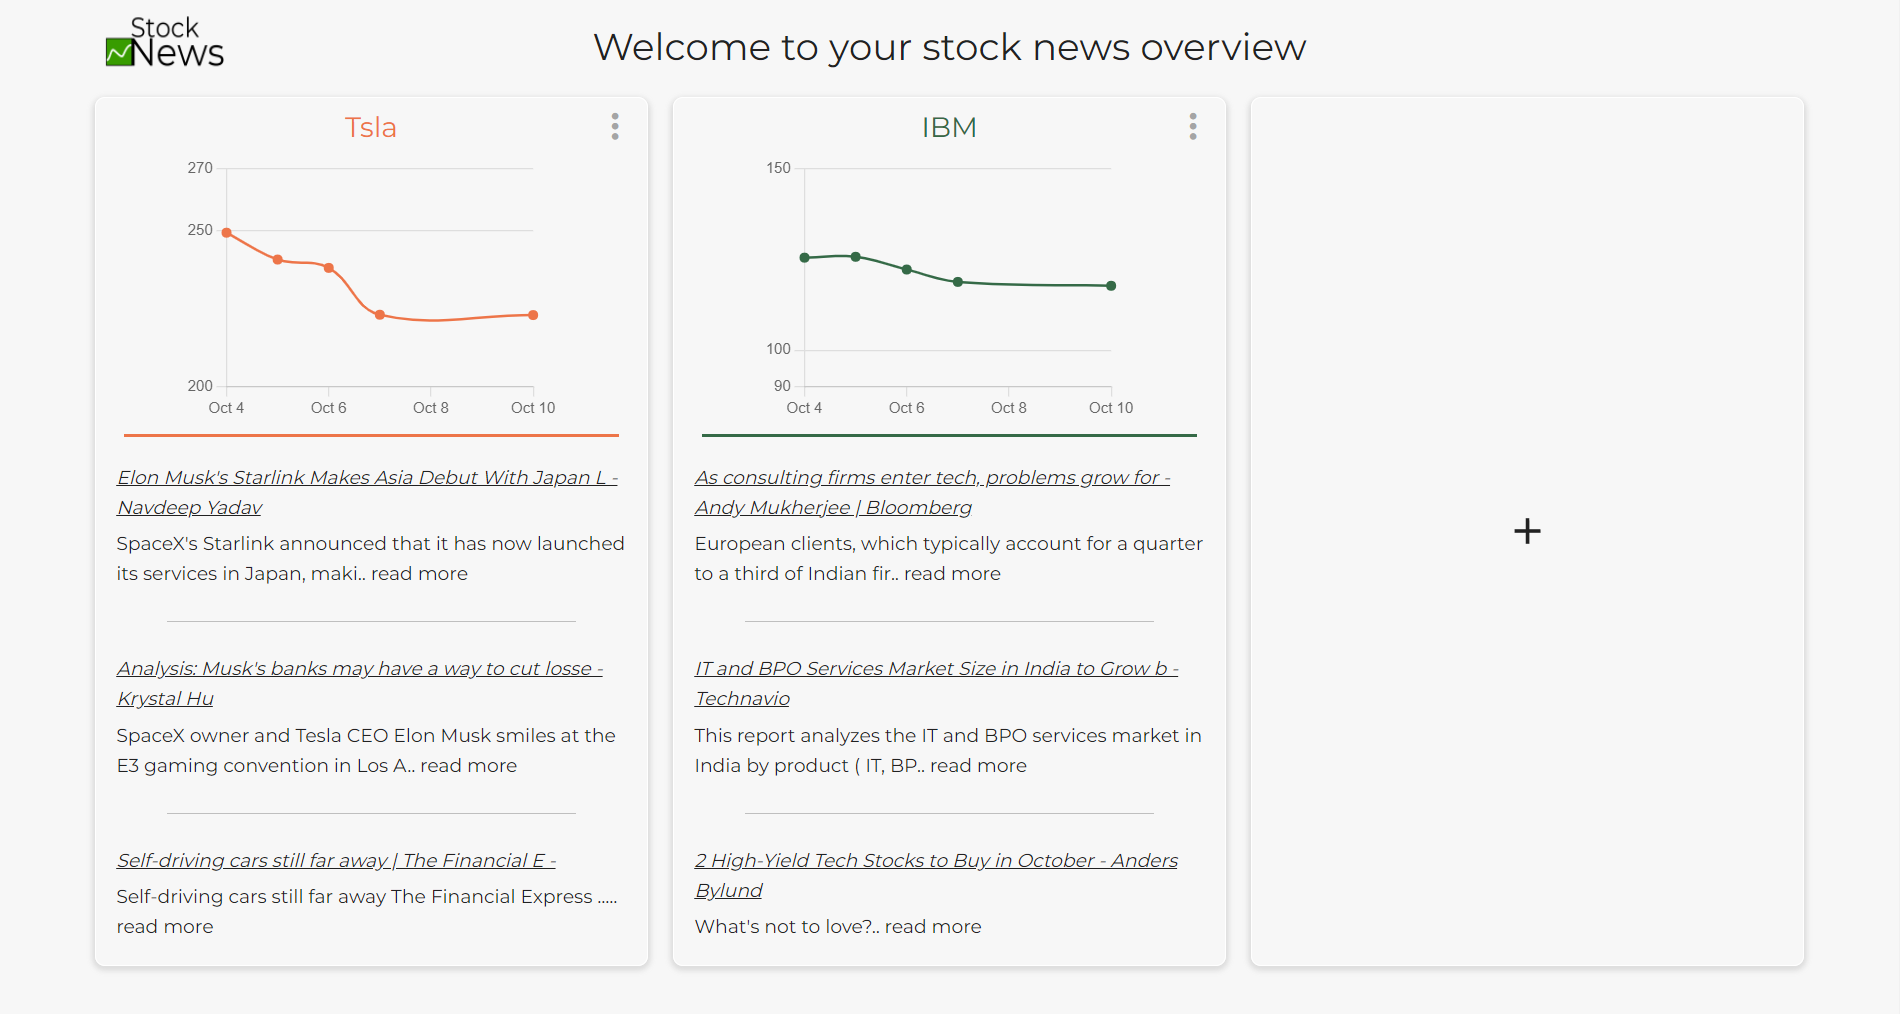 Stock
News
Welcome to your stock news overview
Tsla
270
250
200
Oct 4
Oct 6
Oct 8
Oct 10
Elon Musk's Starlink Makes Asia Debut With Japan L -
Navdeep Yadav
SpaceX's Starlink announced that it has now launched
its services in Japan, maki.. read more
Analysis: Musk's banks may have a way to cut losse -
Krystal Hu
SpaceX owner and Tesla CEO Elon Musk smiles at the
E3 gaming convention in Los A.. read more
Self-driving cars still far away | The Financial E -
Self-driving cars still far away The Financial Express .....
read more
IBM
150
100
90
Oct 4
Oct 6
Oct 8
Oct 10
As consulting firms enter tech, problems grow for -
Andy Mukherjee | Bloomberg
European clients, which typically account for a quarter
to a third of Indian fir.. read more
IT and BPO Services Market Size in India to Grow b -
Technavio
This report analyzes the IT and BPO services market in
India by product ( IT, BP.. read more
2 High-Yield Tech Stocks to Buy in October - Anders
Bylund
What's not to love?.. read more
+